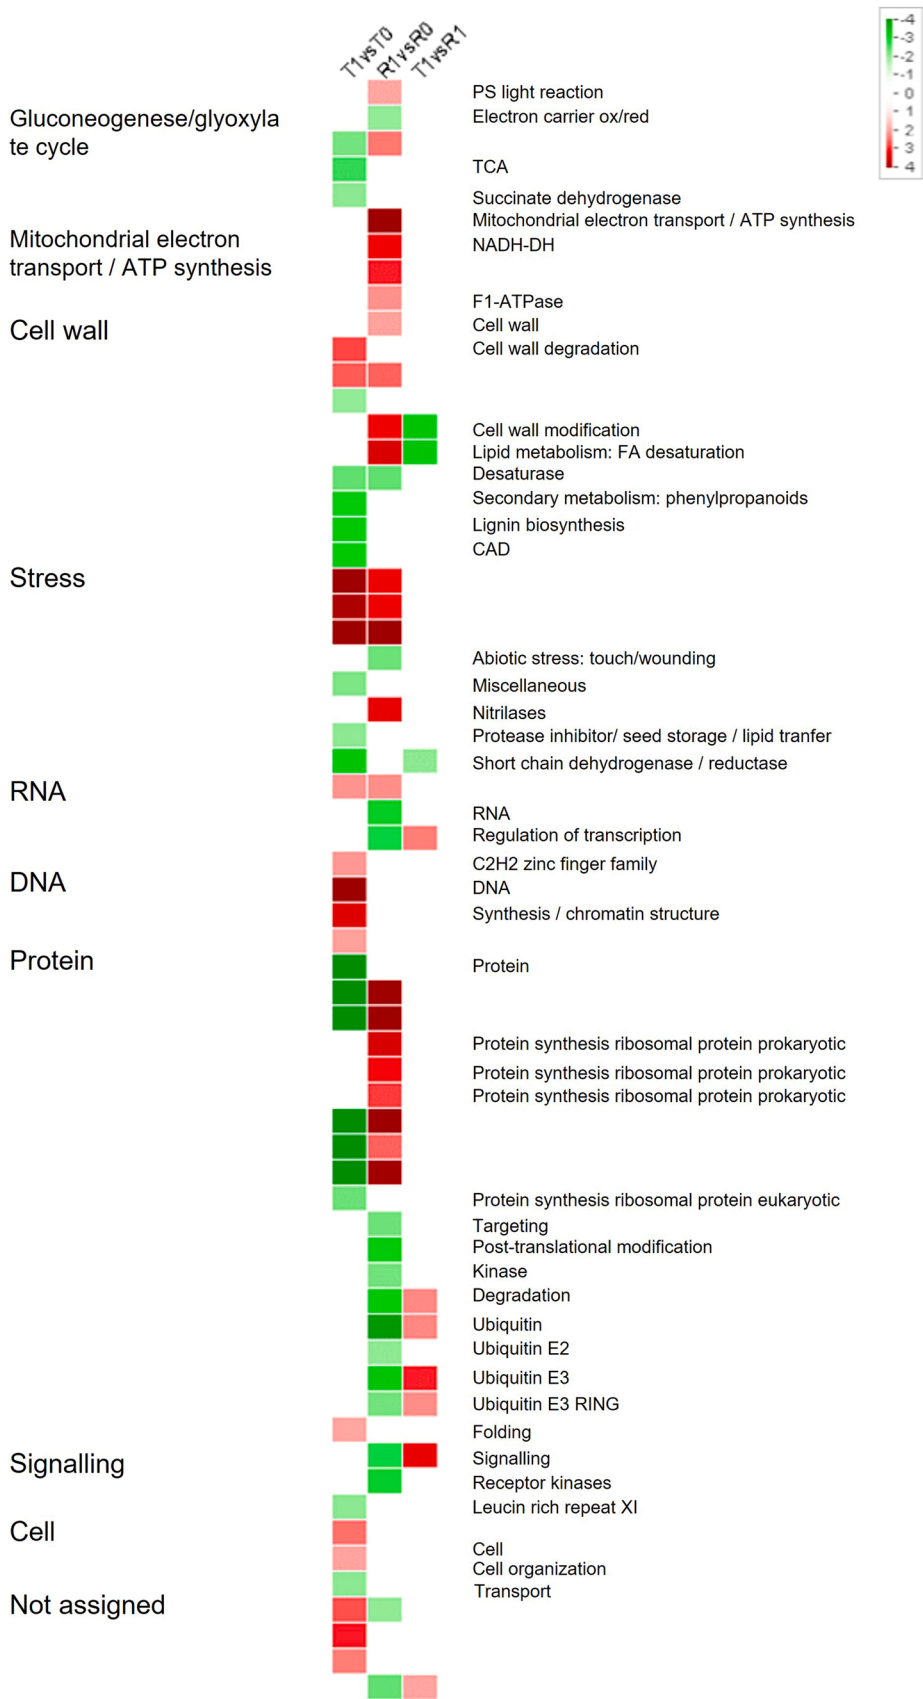 T1vsT0
R1vsR0
T1vsR1
-4
-3
-2
-1
0
1
2
3
4
PS light reaction
Gluconeogenese/glyoxyla
te cycle
Electron carrier ox/red
TCA
Succinate dehydrogenase
Mitochondrial electron transport / ATP synthesis
Mitochondrial electron
transport / ATP synthesis
NADH-DH
F1-ATPase
Cell wall
Cell wall
Cell wall degradation
Cell wall modification
Lipid metabolism: FA desaturation
Desaturase
Secondary metabolism: phenylpropanoids
Lignin biosynthesis
CAD
Stress
Abiotic stress: touch/wounding
Miscellaneous
Nitrilases
Protease inhibitor/ seed storage / lipid tranfer
Short chain dehydrogenase / reductase
RNA
RNA
Regulation of transcription
C2H2 zinc finger family
DNA
DNA
Synthesis / chromatin structure
Protein
Protein
Protein synthesis ribosomal protein prokaryotic
Protein synthesis ribosomal protein prokaryotic
Protein synthesis ribosomal protein prokaryotic
Protein synthesis ribosomal protein eukaryotic
Targeting
Post-translational modification
Kinase
Degradation
Ubiquitin
Ubiquitin E2
Ubiquitin E3
Ubiquitin E3 RING
Folding
Signalling
Signalling
Receptor kinases
Leucin rich repeat XI
Cell
Cell
Cell organization
Transport
Not assigned